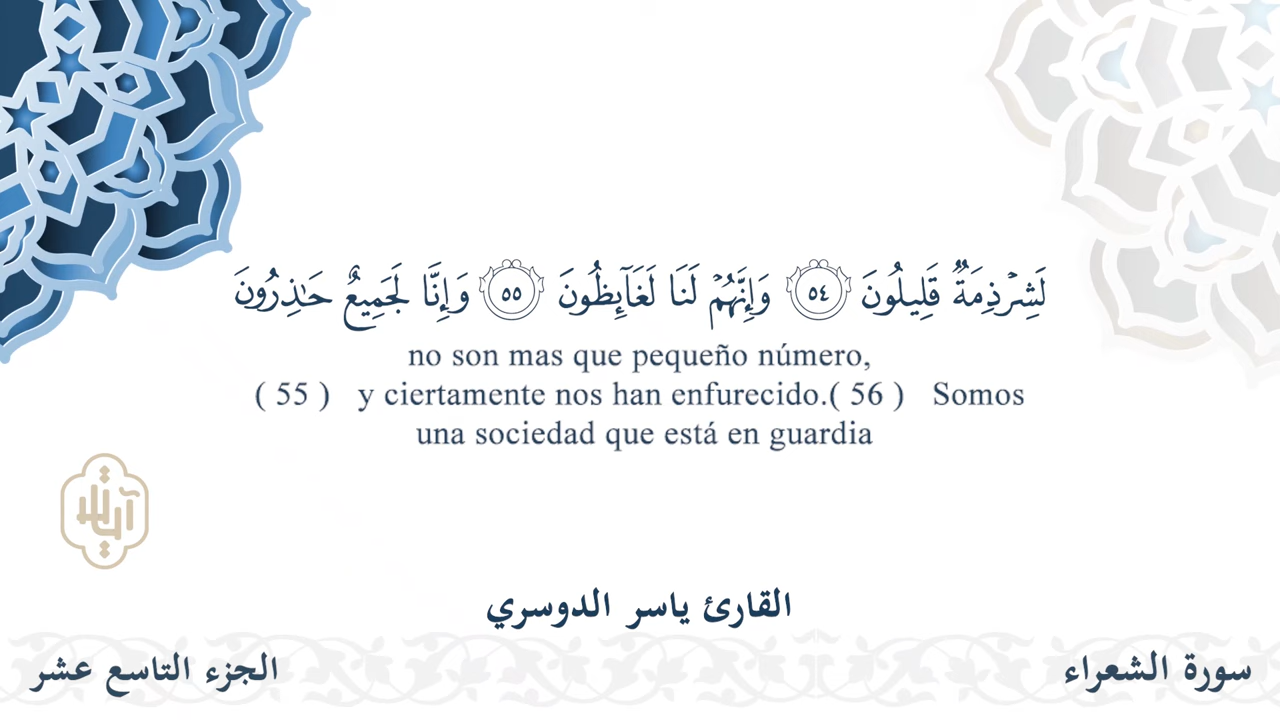 لَشِرْذِمَةٌ قَلِيلُونَ ٥٤ وَإِنَّهُمْ لَنَا لَغَآئِظُونَ ٥٥ وَإِنَّا لَجَمِيعٌ حَٰذِرُونَ
no son mas que pequeño número,
( 55 ) y ciertamente nos han enfurecido.( 56 ) Somos
una sociedad que está en guardia
القارئ ياسر الدوسري
سورة الشعراء
الجزء التاسع عشر